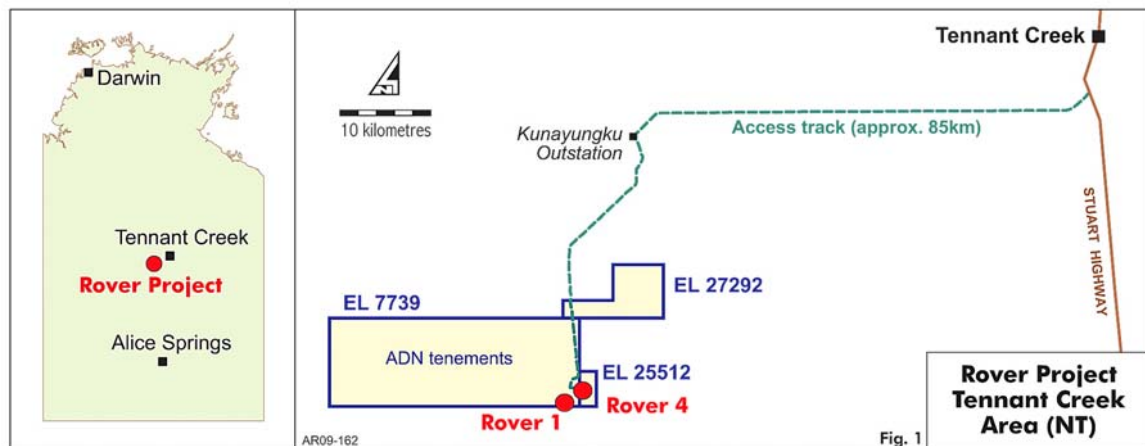 Darwin
Tennant Creek
Rover Project
Alice Springs
Tennant Creek
N
10 kilometres
Kunayungku
Outstation
Access track (approx. 85km)
STUART HIGHWAY
EL 27292
EL 7739
ADN tenements
EL 25512
Rover 4
Rover 1
AR09-162
Fig. 1
Rover Project
Tennant Creek
Area (NT)